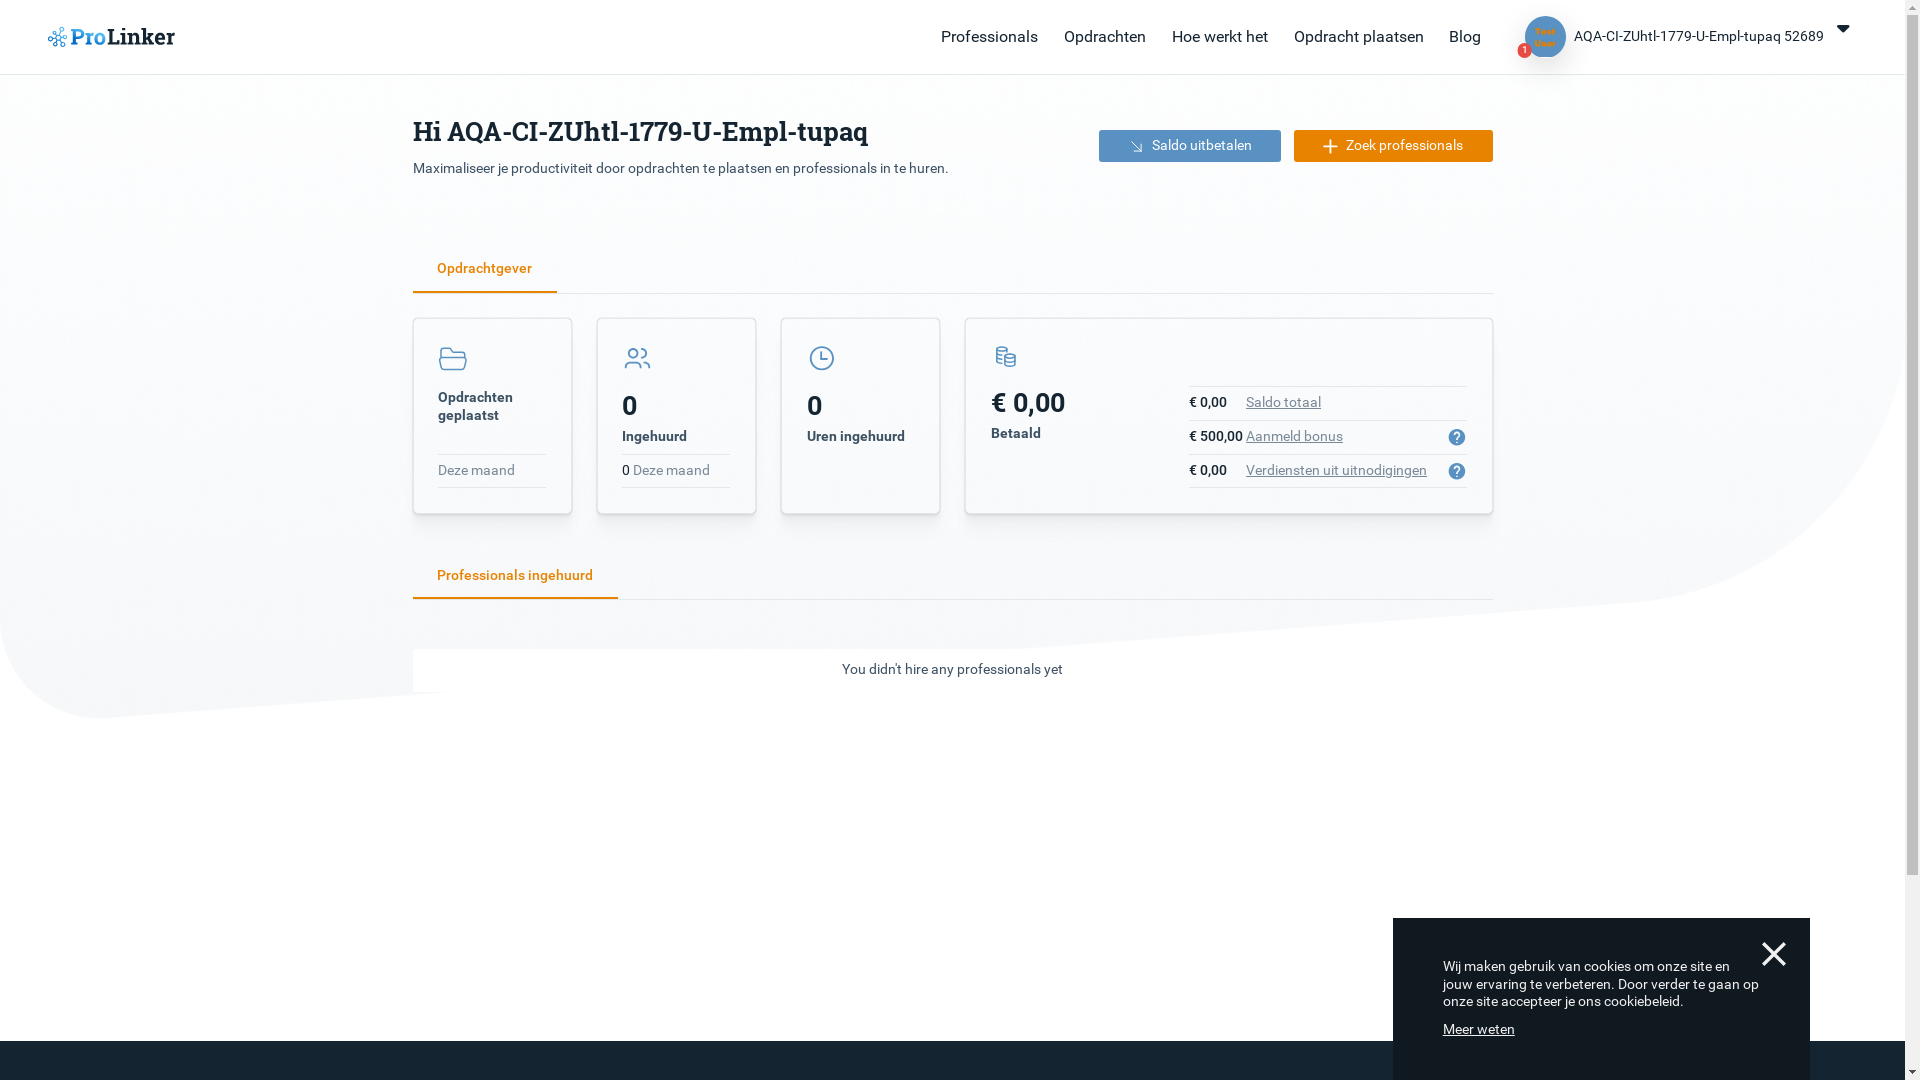 ProLinker
Professionals
Opdrachten
Hoe werkt het
Opdracht plaatsen
Blog
Test
User
1
AQA-CI-ZUhtl-1779-U-Empl-tupaq 52689
Hi AQA-CI-ZUhtl-1779-U-Empl-tupaq
Maximaliseer je productiviteit door opdrachten te plaatsen en professionals in te huren.
Saldo uitbetalen
Zoek professionals
Opdrachtgever
Opdrachten
geplaatst
Deze maand
0
Ingehuurd
0 Deze maand
0
Uren ingehuurd
€ 0,00
Betaald
€ 0,00 Saldo totaal
€ 500,00 Aanmeld bonus
€ 0,00 Verdiensten uit uitnodigingen
Professionals ingehuurd
You didn't hire any professionals yet
Wij maken gebruik van cookies om onze site en
jouw ervaring te verbeteren. Door verder te gaan op
onze site accepteer je ons cookiebeleid.
Meer weten